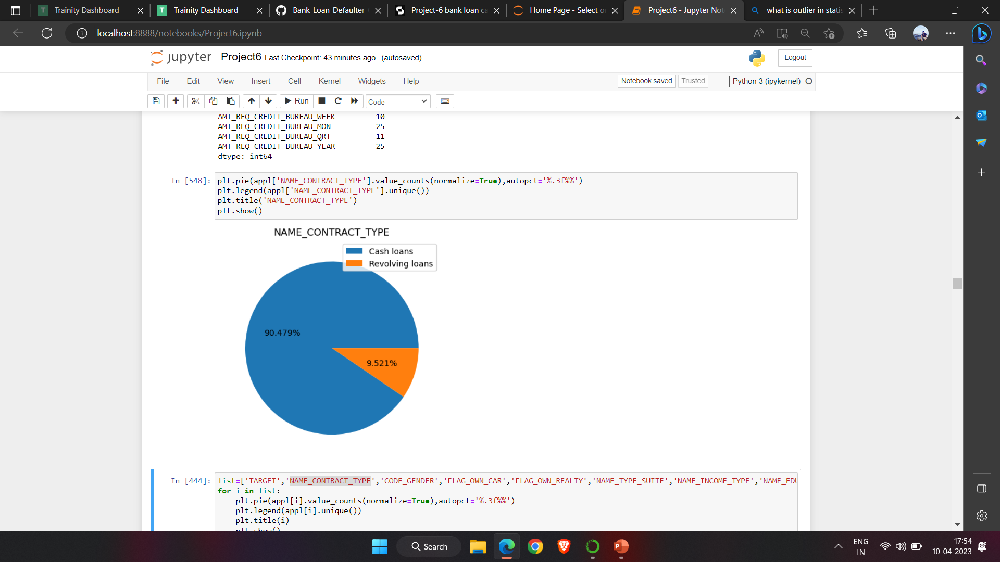 Trainity Dashboard
Trainity Dashboard
Bank_Loan_Defaulter_
Project-6 bank loan ca
Home Page - Select or
Project6 - Jupyter Not
what is outlier in statis
localhost:8888/notebooks/Project6.ipynb
jupyter Project6 Last Checkpoint: 43 minutes ago (autosaved)
Logout
File Edit View Insert Cell Kernel Widgets Help
Notebook saved Trusted Python 3 (ipykernel)
Run Code
AMT_REQ_CREDIT_BUREAU_WEEK 10
AMT_REQ_CREDIT_BUREAU_MON 25
AMT_REQ_CREDIT_BUREAU_QRT 11
AMT_REQ_CREDIT_BUREAU_YEAR 25
dtype: int64
In [548]: plt.pie(appl['NAME_CONTRACT_TYPE'].value_counts(normalize=True),autopct='%.3f%%')
plt.legend(appl['NAME_CONTRACT_TYPE'].unique())
plt.title('NAME_CONTRACT_TYPE')
plt.show()
NAME_CONTRACT_TYPE
Cash loans
Revolving loans
90.479%
9.521%
In [444]: list=['TARGET','NAME_CONTRACT_TYPE','CODE_GENDER','FLAG_OWN_CAR','FLAG_OWN_REALTY','NAME_TYPE_SUITE','NAME_INCOME_TYPE','NAME_EDU
for i in list:
    plt.pie(appl[i].value_counts(normalize=True),autopct='%.3f%%')
    plt.legend(appl[i].unique())
    plt.title(i)
    plt.show()
Search
ENG
IN
17:54
10-04-2023